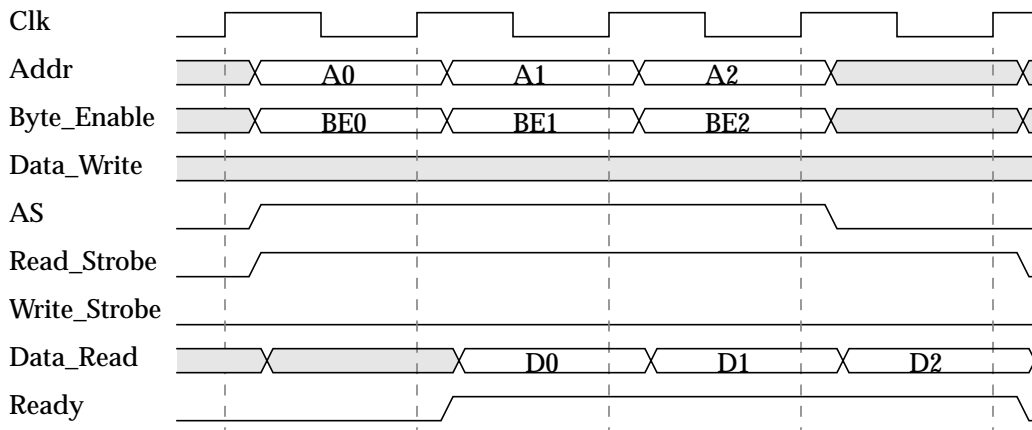 Clk
Addr A0 A1 A2
Byte_Enable BE0 BE1 BE2
Data_Write
AS
Read_Strobe
Write_Strobe
Data_Read D0 D1 D2
Ready